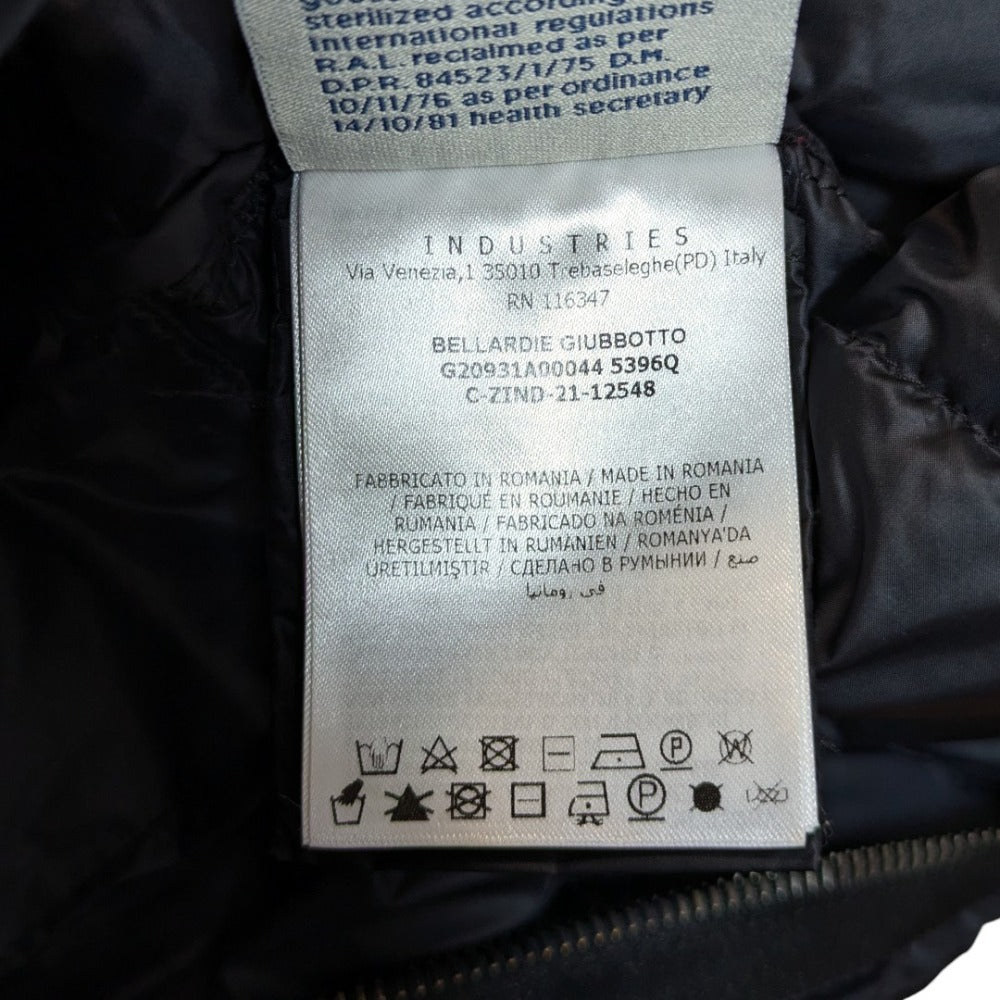 sterilized according
international regulations
R.A.L. reclaimed as per
D.P.R. 84523/1/75 D.M.
10/11/76 as per ordinance
14/10/81 health secretary
INDUSTRIES
Via Venezia,1 35010 Trebaseleghe(PD) Italy
RN 116347
BELLARDIE GIUBBOTTO
G20931A00044 5396Q
C-ZIND-21-12548
FABBRICATO IN ROMANIA / MADE IN ROMANIA
/ FABRIQUÉ EN ROUMANIE / HECHO EN
RUMANIA / FABRICADO NA ROMÉNIA /
HERGESTELLT IN RUMÄNIEN / ROMANYA'DA
ÜRETILMIŞTIR / СДЕЛАНО В РУМЫНИИ / صنع
في رومانيا
P W
P